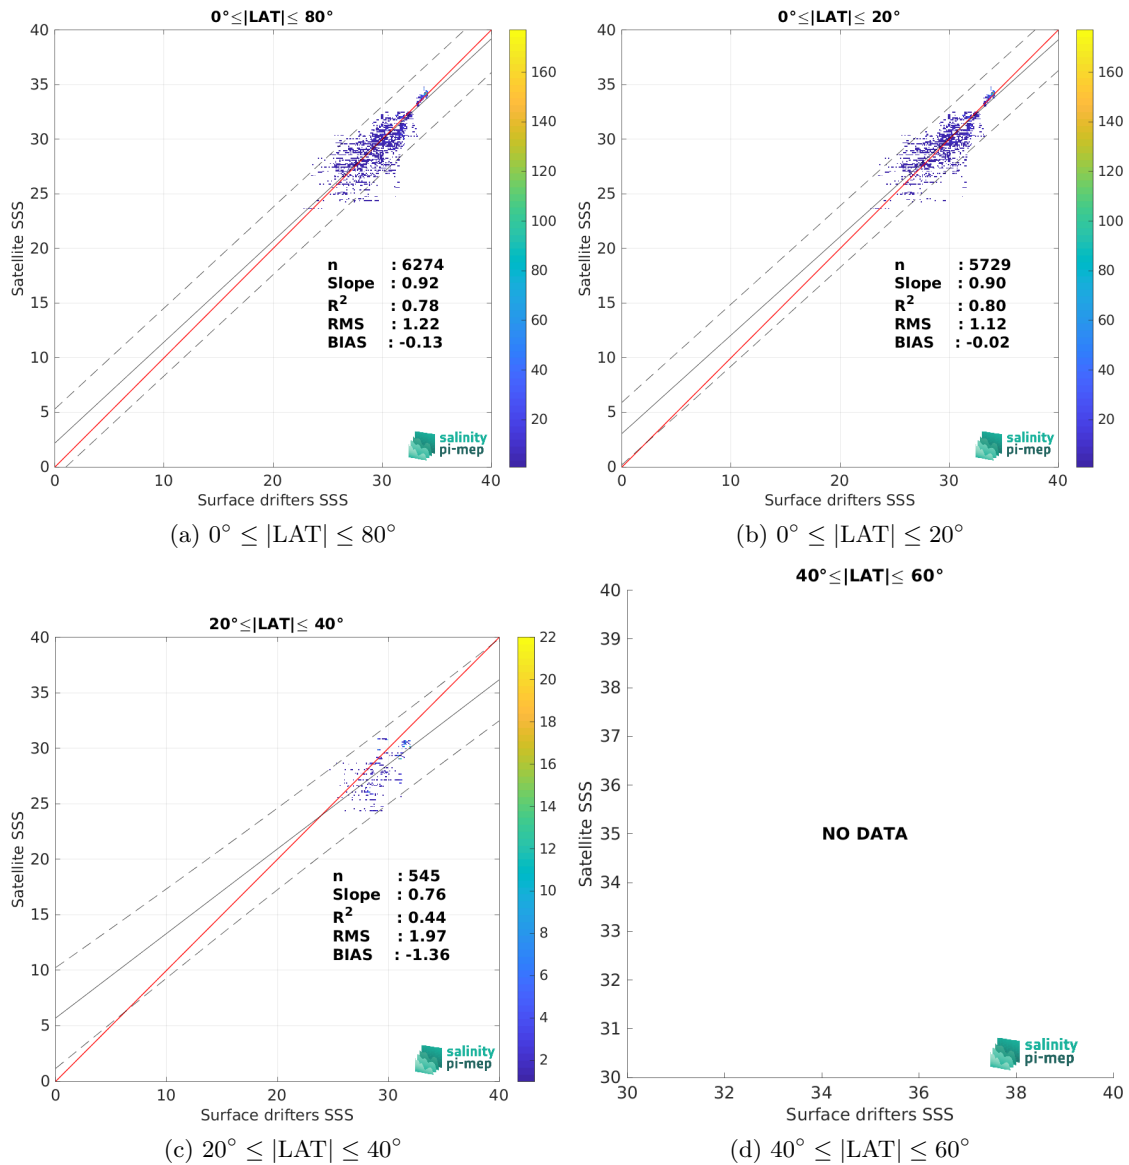 0°≤|LAT|≤ 80°
40
35
30
25
20
15
10
5
0
Satellite SSS
0
10
20
30
40
Surface drifters SSS
n : 6274
Slope : 0.92
R² : 0.78
RMS : 1.22
BIAS : -0.13
salinity
pi-mep
160
140
120
100
80
60
40
20
(a) 0° ≤ |LAT| ≤ 80°
0°≤|LAT|≤ 20°
40
35
30
25
20
15
10
5
0
Satellite SSS
0
10
20
30
40
Surface drifters SSS
n : 5729
Slope : 0.90
R² : 0.80
RMS : 1.12
BIAS : -0.02
salinity
pi-mep
160
140
120
100
80
60
40
20
(b) 0° ≤ |LAT| ≤ 20°
20°≤|LAT|≤ 40°
40
35
30
25
20
15
10
5
0
Satellite SSS
0
10
20
30
40
Surface drifters SSS
n : 545
Slope : 0.76
R² : 0.44
RMS : 1.97
BIAS : -1.36
salinity
pi-mep
22
20
18
16
14
12
10
8
6
4
2
(c) 20° ≤ |LAT| ≤ 40°
40°≤|LAT|≤ 60°
40
39
38
37
36
35
34
33
32
31
30
Satellite SSS
NO DATA
salinity
pi-mep
30
32
34
36
38
40
Surface drifters SSS
(d) 40° ≤ |LAT| ≤ 60°